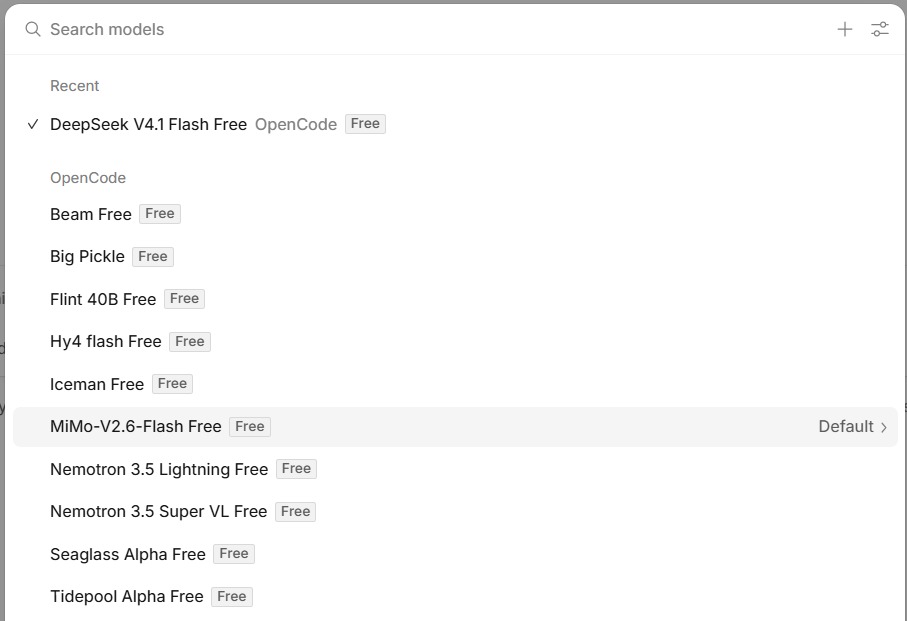 Search models
Recent
DeepSeek V4.1 Flash Free OpenCode Free
OpenCode
Beam Free Free
Big Pickle Free
Flint 40B Free Free
Hy4 flash Free Free
Iceman Free Free
MiMo-V2.6-Flash Free Free Default
Nemotron 3.5 Lightning Free Free
Nemotron 3.5 Super VL Free Free
Seaglass Alpha Free Free
Tidepool Alpha Free Free